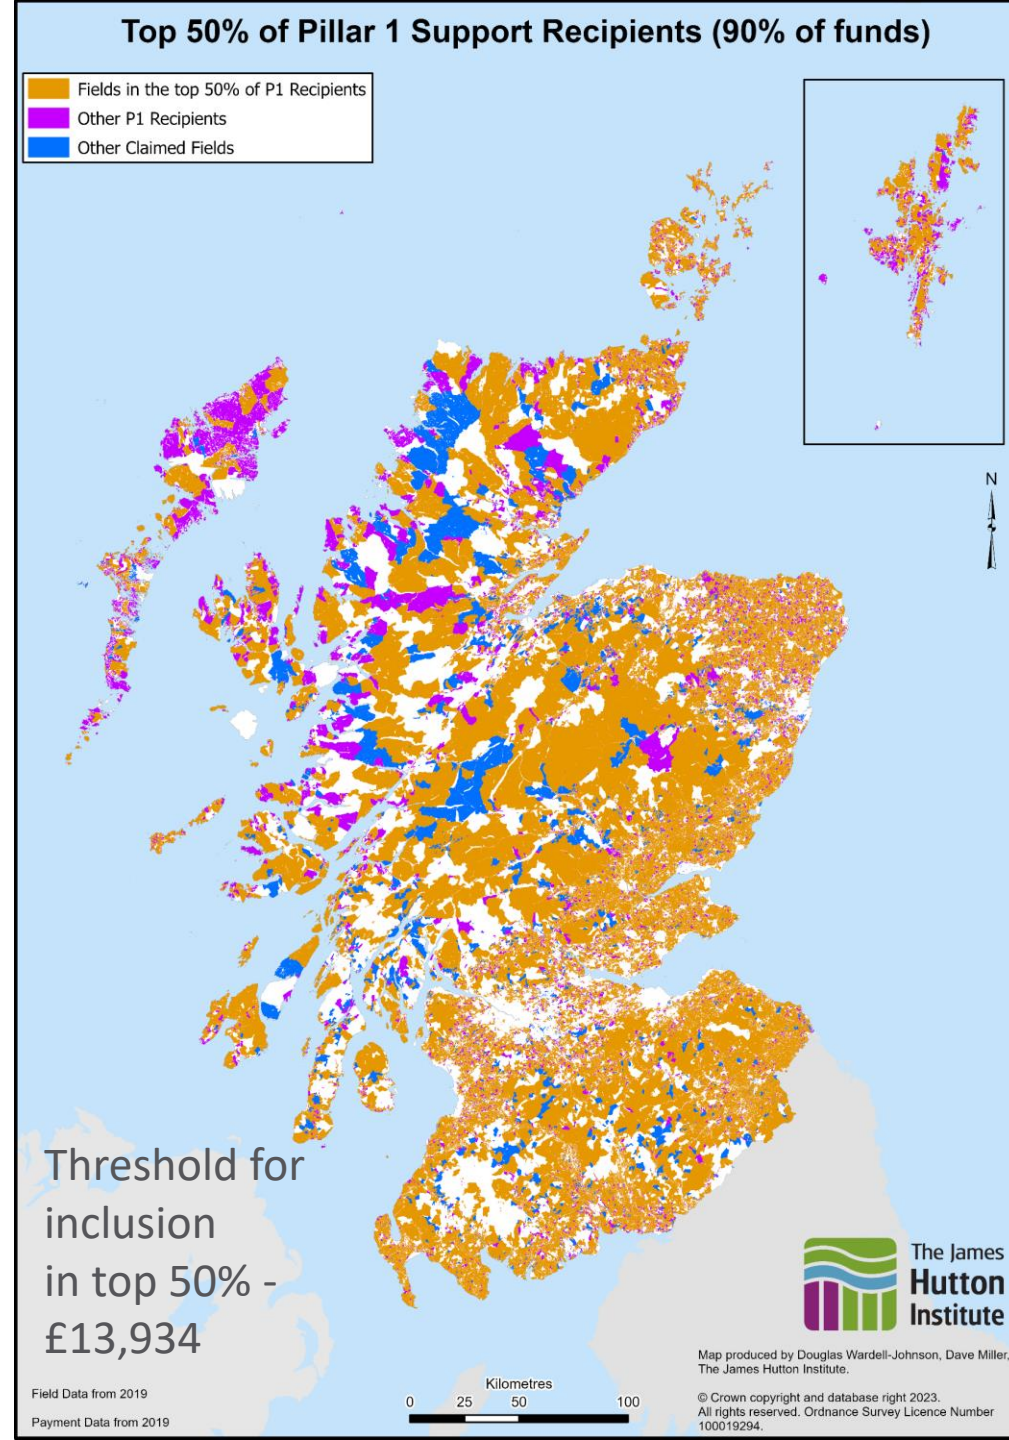 Top 50% of Pillar 1 Support Recipients (90% of funds)
Fields in the top 50% of P1 Recipients
Other P1 Recipients
Other Claimed Fields
N
Threshold for
inclusion
in top 50% -
£13,934
The James
Hutton
Institute
Map produced by Douglas Wardell-Johnson, Dave Miller,
The James Hutton Institute.
Field Data from 2019
Payment Data from 2019
Kilometres
0 25 50 100
© Crown copyright and database right 2023.
All rights reserved. Ordnance Survey Licence Number
100019294.